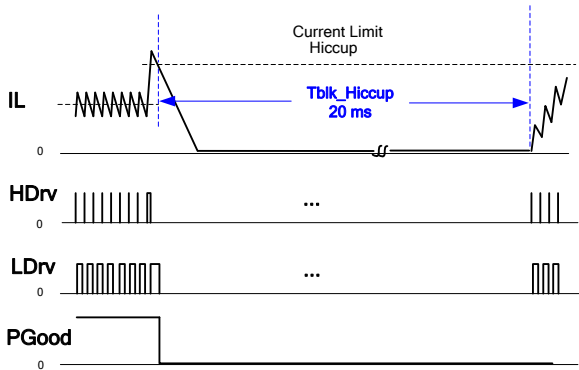 Current Limit
Hiccup
IL
Tblk_Hiccup
20 ms
0
HDrv
...
0
LDrv
...
0
PGood
0